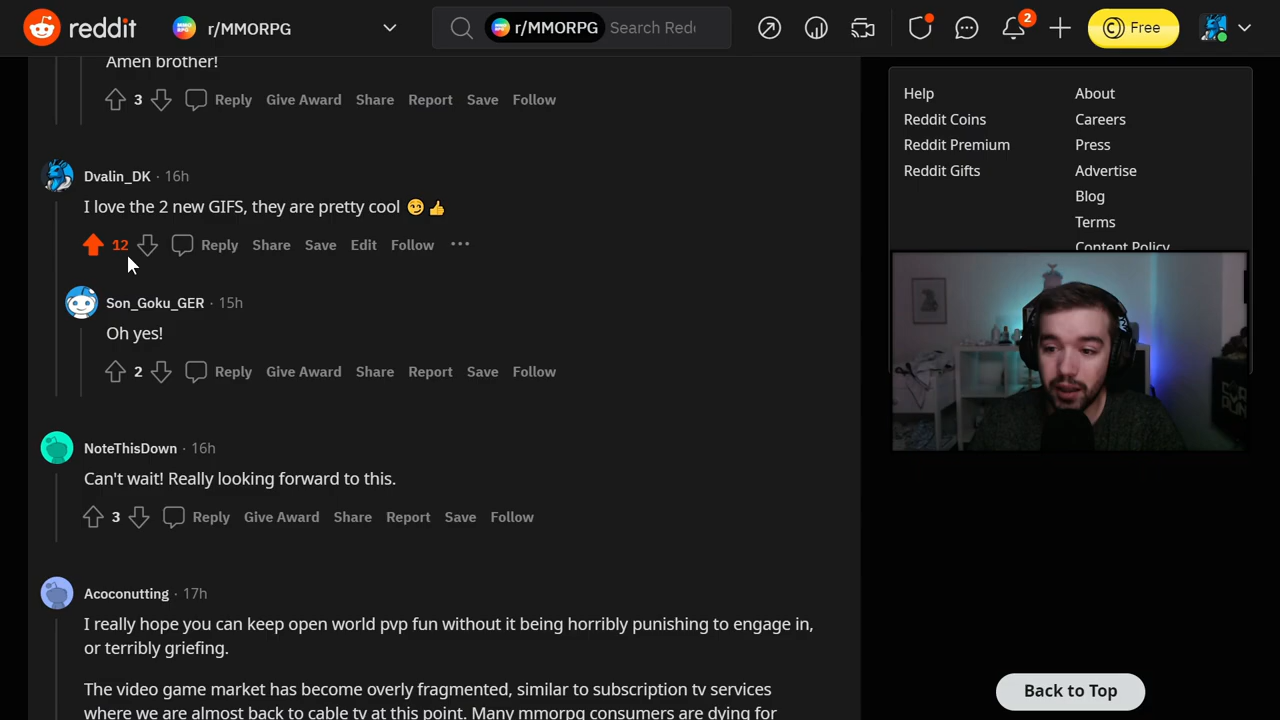 reddit r/MMORPG r/MMORPG Search Redc 2 Free
Amen brother!
3 Reply Give Award Share Report Save Follow
Dvalin_DK · 16h
I love the 2 new GIFS, they are pretty cool 😏👍
12 Reply Share Save Edit Follow ...
Son_Goku_GER · 15h
Oh yes!
2 Reply Give Award Share Report Save Follow
NoteThisDown · 16h
Can't wait! Really looking forward to this.
3 Reply Give Award Share Report Save Follow
Acoconutting · 17h
I really hope you can keep open world pvp fun without it being horribly punishing to engage in,
or terribly griefing.
The video game market has become overly fragmented, similar to subscription tv services
where we are almost back to cable tv at this point. Many mmorpg consumers are dying for
Help About
Reddit Coins Careers
Reddit Premium Press
Reddit Gifts Advertise
Blog
Terms
Content Policy
Back to Top